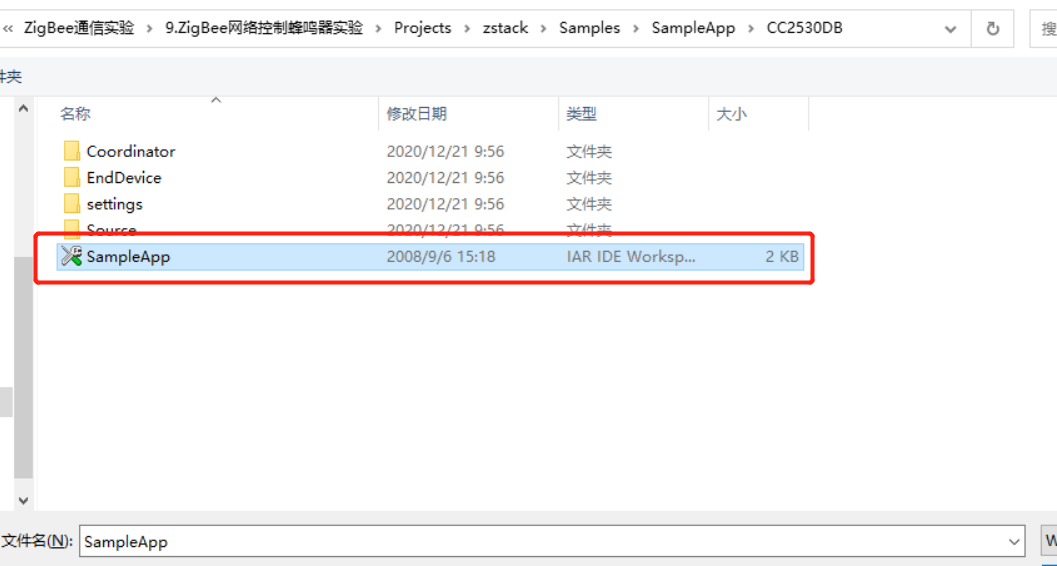 « ZigBee通信实验 › 9.ZigBee网络控制蜂鸣器实验 › Projects › zstack › Samples › SampleApp › CC2530DB 搜
件夹
名称 修改日期 类型 大小
Coordinator 2020/12/21 9:56 文件夹
EndDevice 2020/12/21 9:56 文件夹
settings 2020/12/21 9:56 文件夹
Source 2020/12/21 9:56 文件夹
SampleApp 2008/9/6 15:18 IAR IDE Worksp... 2 KB
文件名(N): SampleApp W